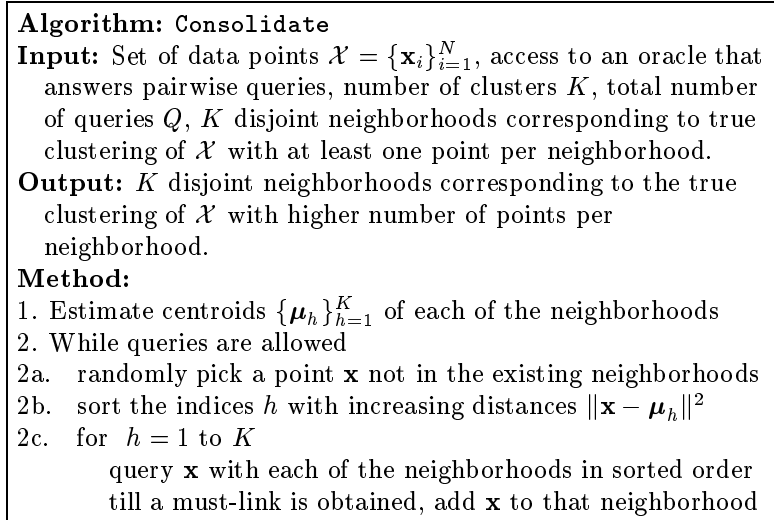 Algorithm: Consolidate
Input: Set of data points 𝒳 = {x_i}_{i=1}^N, access to an oracle that
answers pairwise queries, number of clusters K, total number
of queries Q, K disjoint neighborhoods corresponding to true
clustering of 𝒳 with at least one point per neighborhood.
Output: K disjoint neighborhoods corresponding to the true
clustering of 𝒳 with higher number of points per
neighborhood.
Method:
1. Estimate centroids {μ_h}_{h=1}^K of each of the neighborhoods
2. While queries are allowed
2a. randomly pick a point x not in the existing neighborhoods
2b. sort the indices h with increasing distances ‖x − μ_h‖²
2c. for h = 1 to K
query x with each of the neighborhoods in sorted order
till a must-link is obtained, add x to that neighborhood